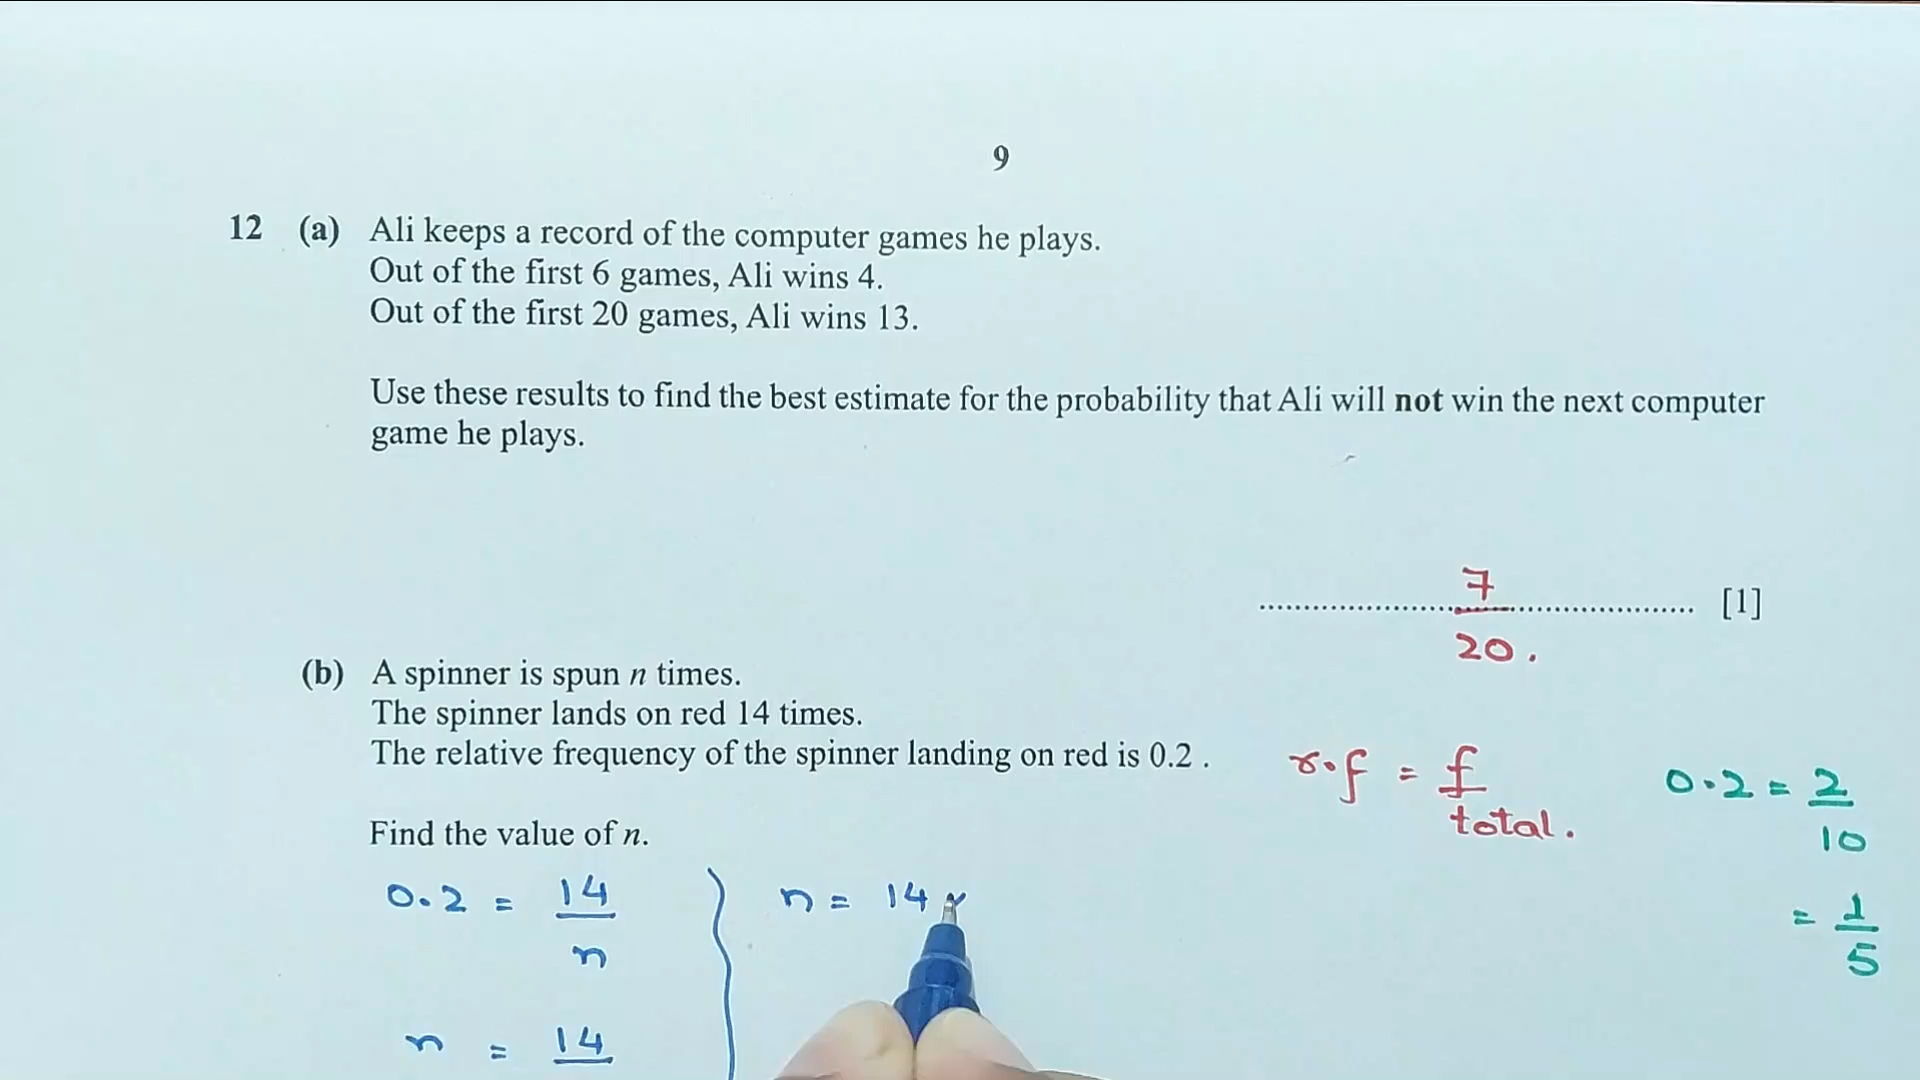 9
12 (a) Ali keeps a record of the computer games he plays.
Out of the first 6 games, Ali wins 4.
Out of the first 20 games, Ali wins 13.
Use these results to find the best estimate for the probability that Ali will not win the next computer
game he plays.
7
.......................................................... [1]
20.
(b) A spinner is spun n times.
The spinner lands on red 14 times.
The relative frequency of the spinner landing on red is 0.2 .
r.f = f
total.
0.2 = 2
10
= 1
5
Find the value of n.
0.2 = 14
n
n = 14
n = 14